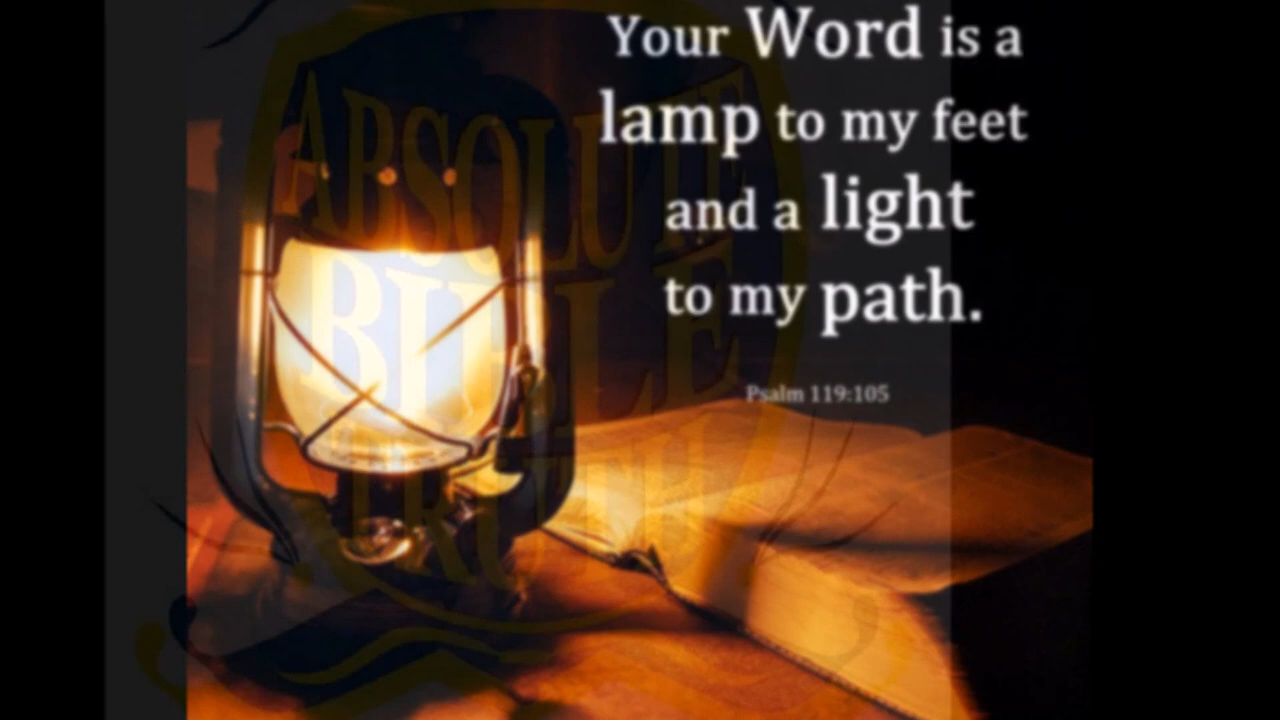 Your Word is a
lamp to my feet
and a light
to my path.
Psalm 119:105
ABSOLUTE
BIBLE
TRUTH